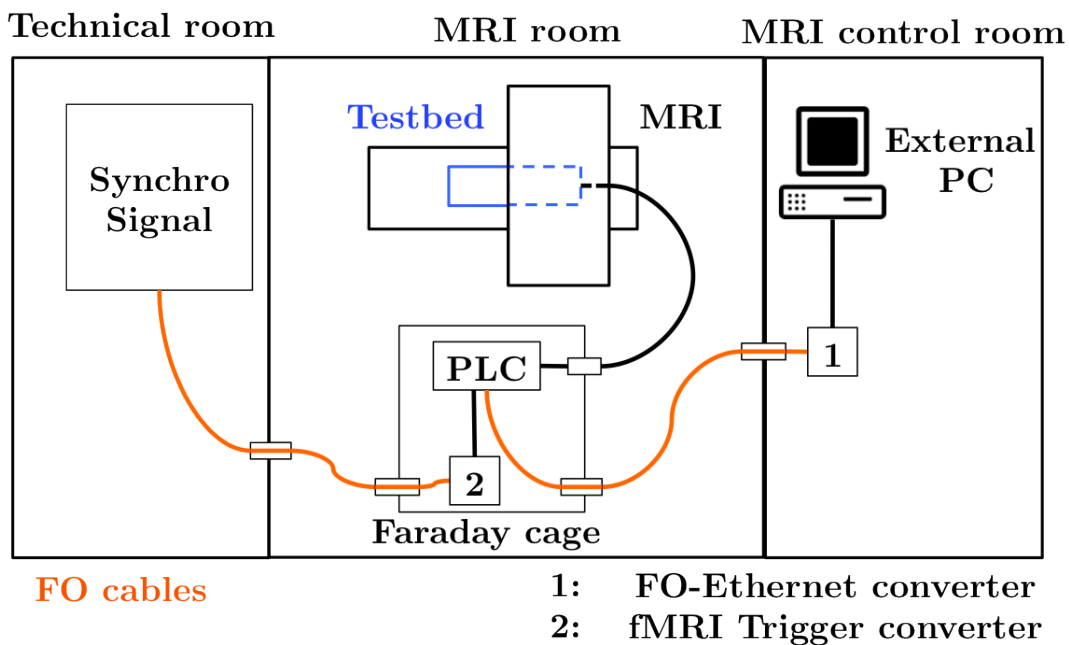 Technical room
MRI room
MRI control room
Testbed
MRI
External
PC
Synchro
Signal
PLC
1
2
Faraday cage
FO cables
1: FO-Ethernet converter
2: fMRI Trigger converter